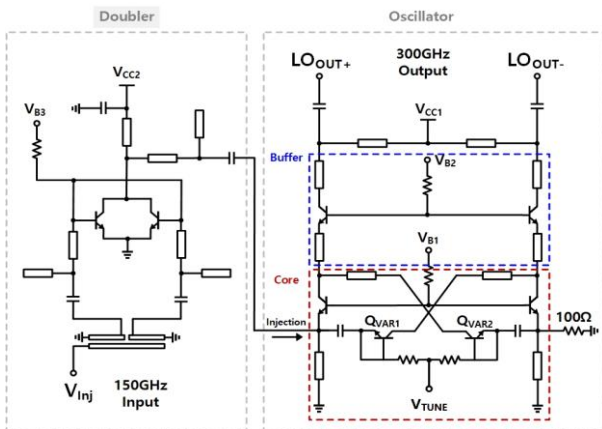 Doubler
Oscillator
LOOUT+
300GHz
Output
LOOUT-
VCC2
VCC1
VB3
Buffer
VB2
VB1
Core
Injection
QVAR1
QVAR2
100Ω
VTUNE
VInj
150GHz
Input